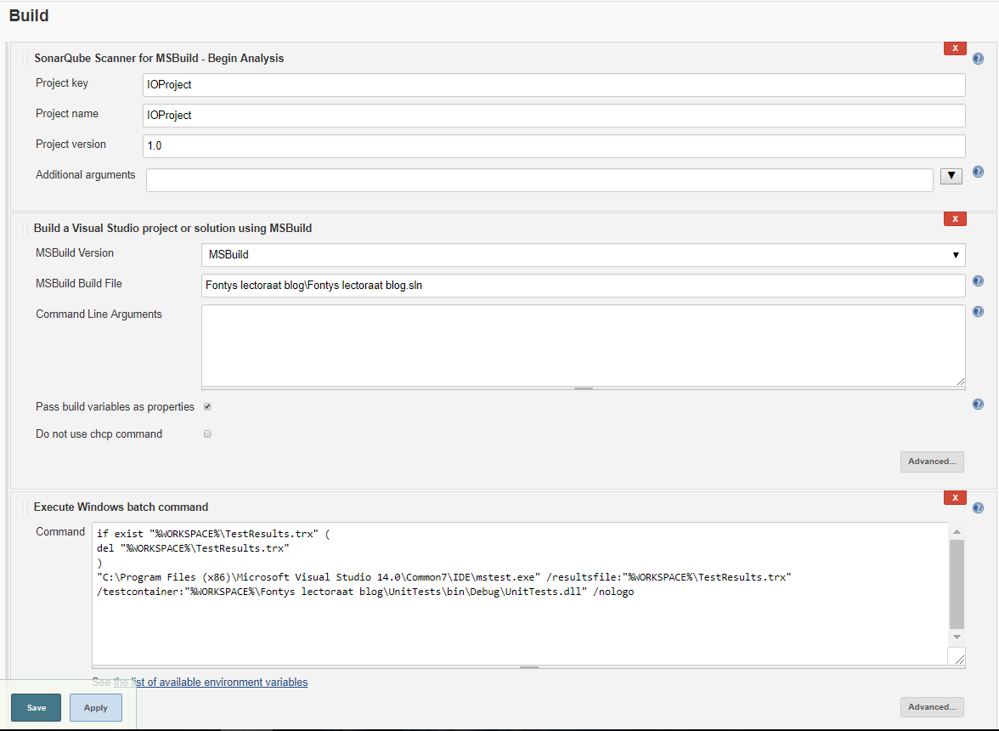 Build
X
SonarQube Scanner for MSBuild - Begin Analysis
?
Project key
IOProject
Project name
IOProject
Project version
1.0
Additional arguments
▼
?
X
Build a Visual Studio project or solution using MSBuild
MSBuild Version
MSBuild
▼
MSBuild Build File
Fontys lectoraat blog\Fontys lectoraat blog.sln
?
Command Line Arguments
?
Pass build variables as properties
?
Do not use chcp command
Advanced...
X
Execute Windows batch command
?
Command
if exist "%WORKSPACE%\TestResults.trx" (
del "%WORKSPACE%\TestResults.trx"
)
"C:\Program Files (x86)\Microsoft Visual Studio 14.0\Common7\IDE\mstest.exe" /resultsfile:"%WORKSPACE%\TestResults.trx"
/testcontainer:"%WORKSPACE%\Fontys lectoraat blog\UnitTests\bin\Debug\UnitTests.dll" /nologo
See the list of available environment variables
Save
Apply
Advanced...